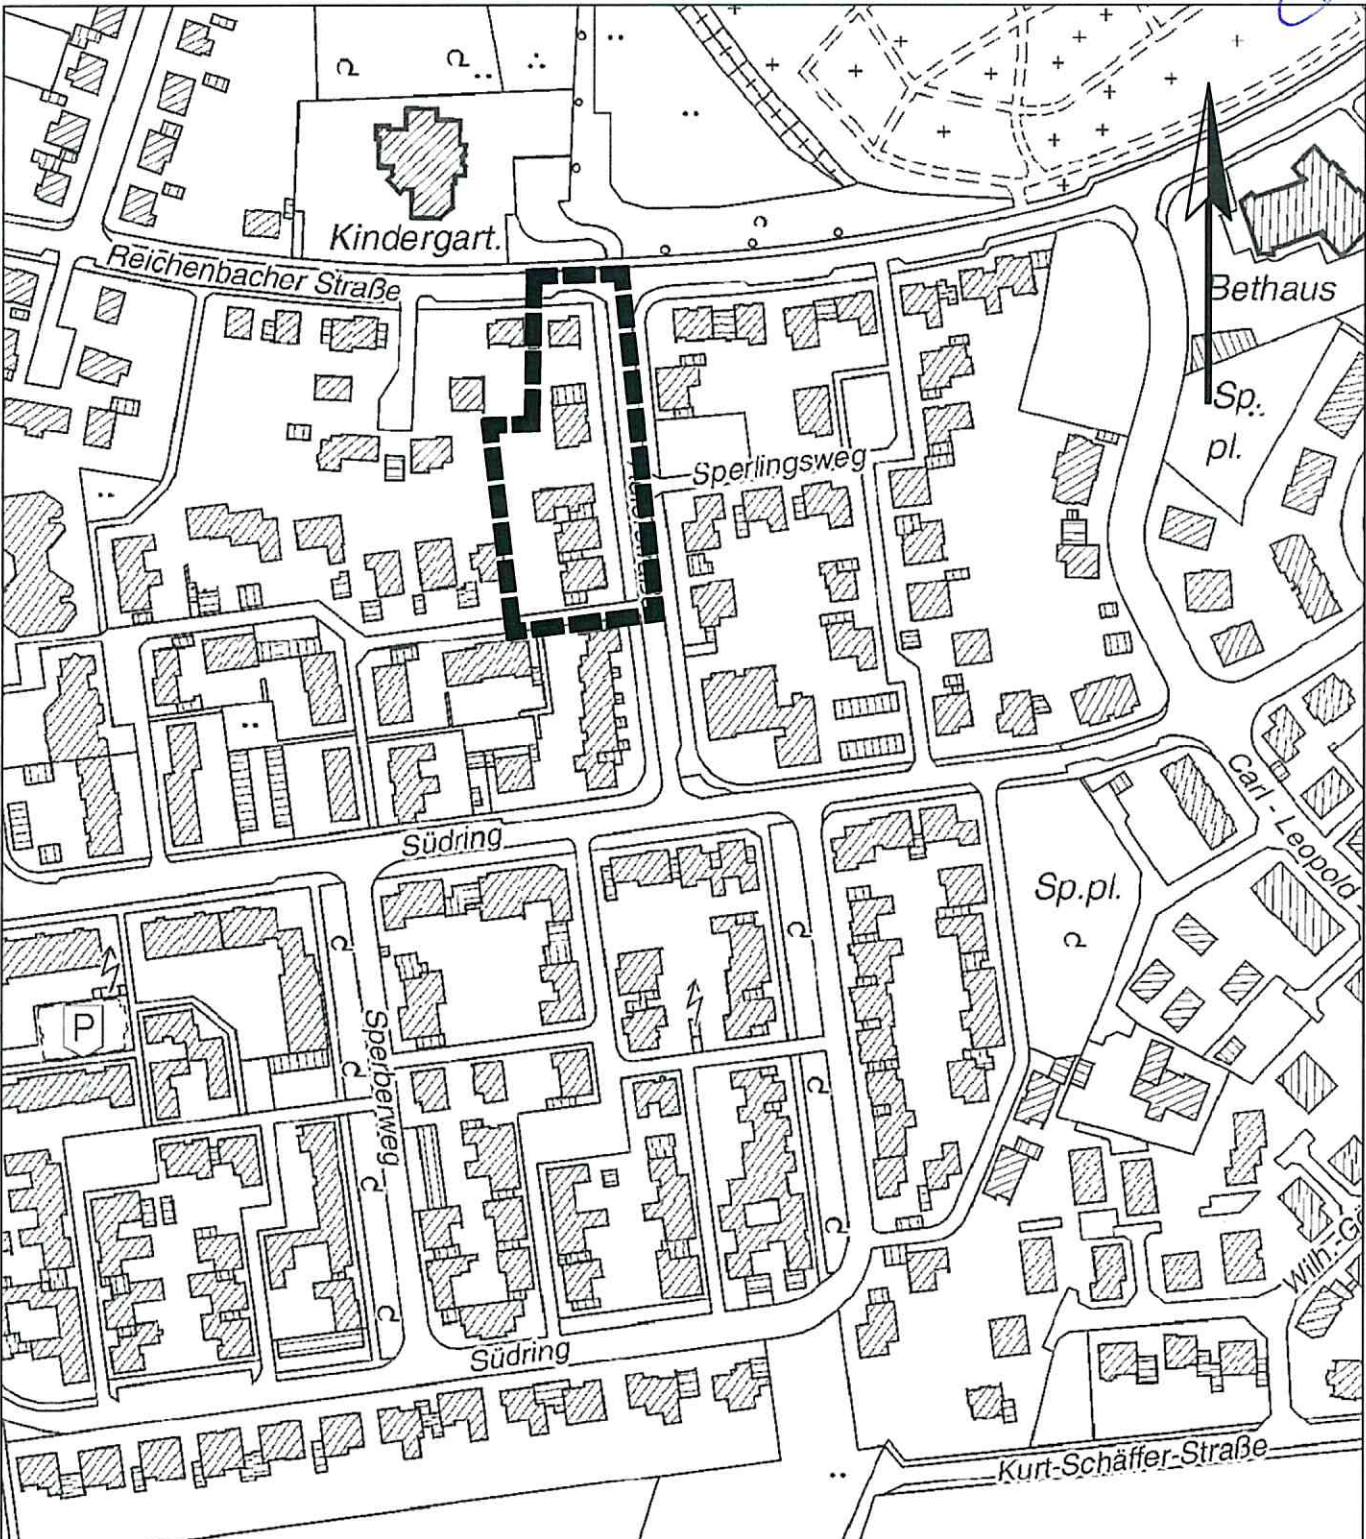 Kindergart.
Reichenbacher Straße
Bethaus
Sp.
pl.
Sperlingsweg
Carl - Leopold -
Südring
Sp.pl.
P
Sperberweg
Wilh.-G
Südring
Kurt-Schäffer-Straße